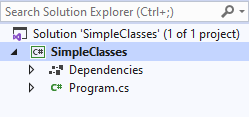 Search Solution Explorer (Ctrl+;)
Solution 'SimpleClasses' (1 of 1 project)
C# SimpleClasses
Dependencies
C# Program.cs